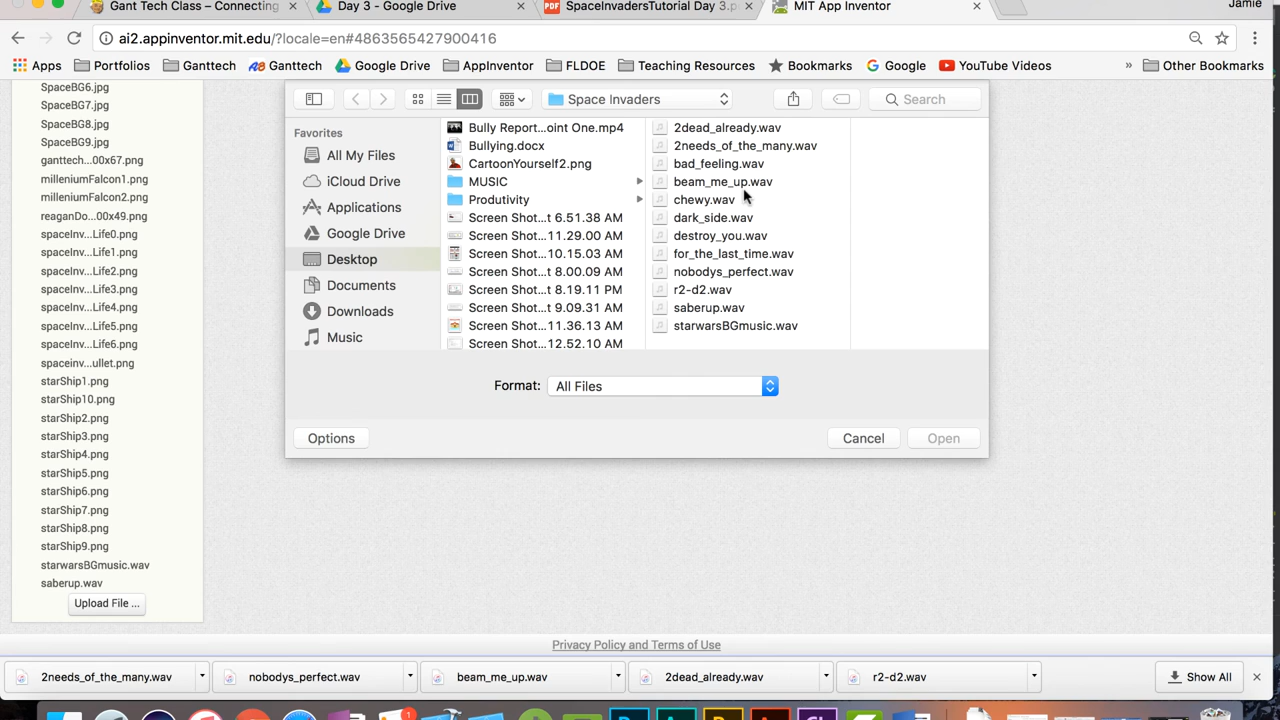 Gant Tech Class – Connecting
Day 3 - Google Drive
SpaceInvadersTutorial Day 3.p
MIT App Inventor
Jamie
ai2.appinventor.mit.edu/?locale=en#4863565427900416
Apps
Portfolios
Ganttech
Ganttech
Google Drive
AppInventor
FLDOE
Teaching Resources
Bookmarks
Google
YouTube Videos
»
Other Bookmarks
SpaceBG6.jpg
SpaceBG7.jpg
SpaceBG8.jpg
SpaceBG9.jpg
ganttech...00x67.png
milleniumFalcon1.png
milleniumFalcon2.png
reaganDo...00x49.png
spaceInv...Life0.png
spaceInv...Life1.png
spaceInv...Life2.png
spaceInv...Life3.png
spaceInv...Life4.png
spaceInv...Life5.png
spaceInv...Life6.png
spaceinv...ullet.png
starShip1.png
starShip10.png
starShip2.png
starShip3.png
starShip4.png
starShip5.png
starShip6.png
starShip7.png
starShip8.png
starShip9.png
starwarsBGmusic.wav
saberup.wav
Upload File ...
Space Invaders
Search
Favorites
All My Files
iCloud Drive
Applications
Google Drive
Desktop
Documents
Downloads
Music
Bully Report...oint One.mp4
Bullying.docx
CartoonYourself2.png
MUSIC
Produtivity
Screen Shot...t 6.51.38 AM
Screen Shot...11.29.00 AM
Screen Shot...10.15.03 AM
Screen Shot...t 8.00.09 AM
Screen Shot...t 8.19.11 PM
Screen Shot...t 9.09.31 AM
Screen Shot...11.36.13 AM
Screen Shot...12.52.10 AM
2dead_already.wav
2needs_of_the_many.wav
bad_feeling.wav
beam_me_up.wav
chewy.wav
dark_side.wav
destroy_you.wav
for_the_last_time.wav
nobodys_perfect.wav
r2-d2.wav
saberup.wav
starwarsBGmusic.wav
Format:
All Files
Options
Cancel
Open
Privacy Policy and Terms of Use
2needs_of_the_many.wav
nobodys_perfect.wav
beam_me_up.wav
2dead_already.wav
r2-d2.wav
Show All